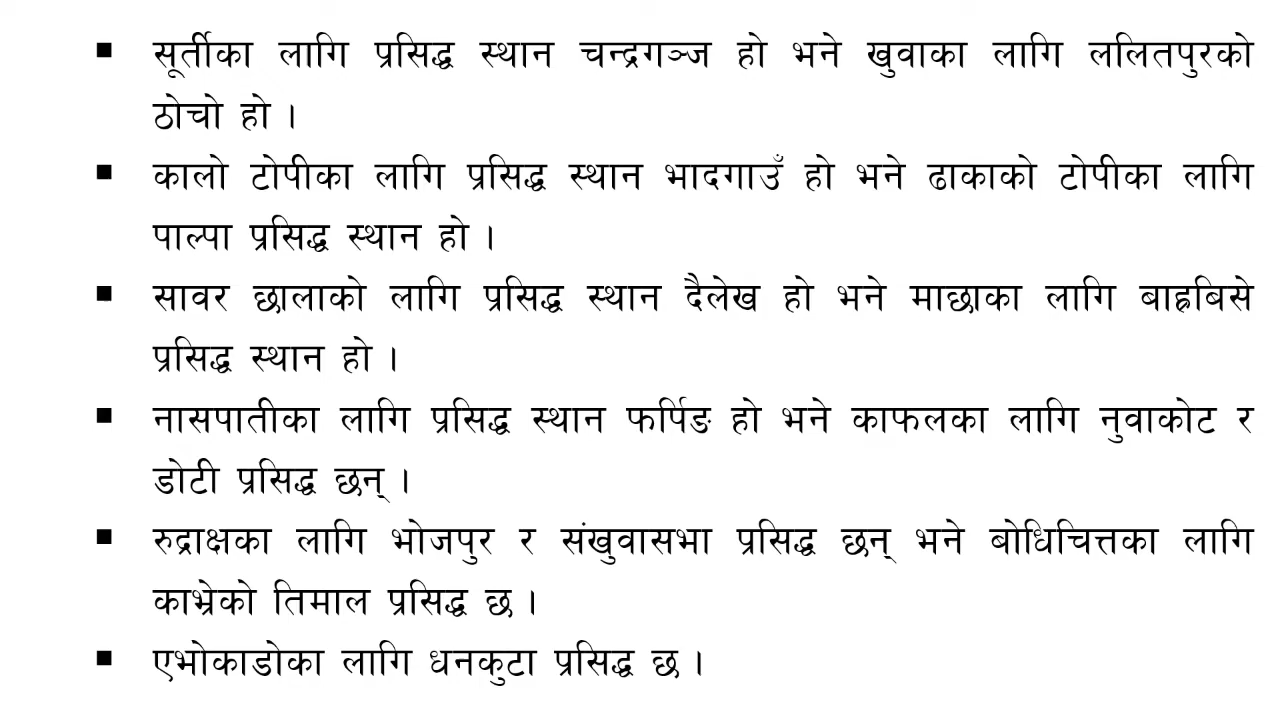 ▪ सूर्तीका लागि प्रसिद्ध स्थान चन्द्रगञ्ज हो भने खुवाका लागि ललितपुरको
ठोचो हो ।
▪ कालो टोपीका लागि प्रसिद्ध स्थान भादगाउँ हो भने ढाकाको टोपीका लागि
पाल्पा प्रसिद्ध स्थान हो ।
▪ सावर छालाको लागि प्रसिद्ध स्थान दैलेख हो भने माछाका लागि बाह्रबिसे
प्रसिद्ध स्थान हो ।
▪ नासपातीका लागि प्रसिद्ध स्थान फर्पिङ हो भने काफलका लागि नुवाकोट र
डोटी प्रसिद्ध छन् ।
▪ रुद्राक्षका लागि भोजपुर र संखुवासभा प्रसिद्ध छन् भने बोधिचित्तका लागि
काभ्रेको तिमाल प्रसिद्ध छ ।
▪ एभोकाडोका लागि धनकुटा प्रसिद्ध छ ।